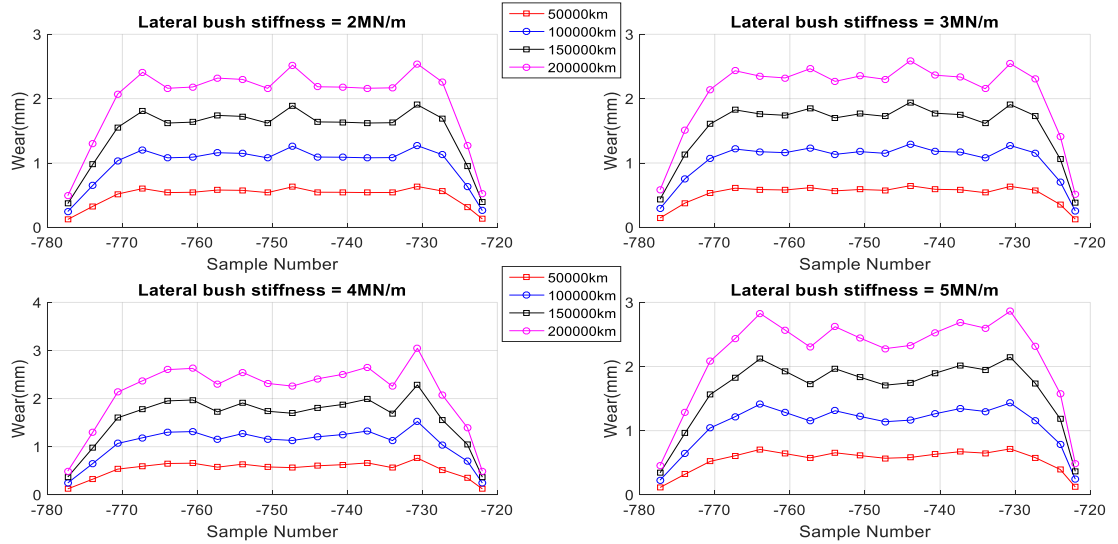 Lateral bush stiffness = 2MN/m
3
2
1
0
Wear(mm)
-780 -770 -760 -750 -740 -730 -720
Sample Number
50000km
100000km
150000km
200000km
Lateral bush stiffness = 3MN/m
3
2
1
0
Wear(mm)
-780 -770 -760 -750 -740 -730 -720
Sample Number
Lateral bush stiffness = 4MN/m
4
3
2
1
0
Wear(mm)
-780 -770 -760 -750 -740 -730 -720
Sample Number
50000km
100000km
150000km
200000km
Lateral bush stiffness = 5MN/m
3
2
1
0
Wear(mm)
-780 -770 -760 -750 -740 -730 -720
Sample Number